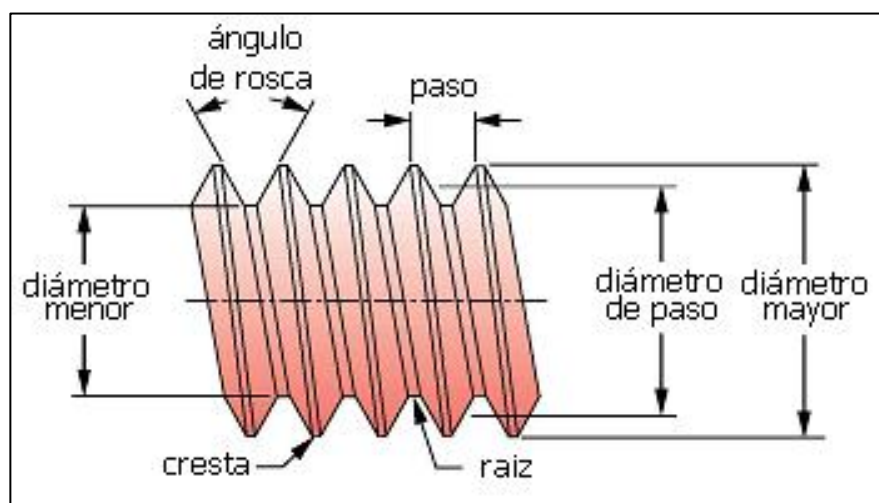 ángulo
de rosca
paso
diámetro
menor
diámetro
de paso
diámetro
mayor
cresta
raiz